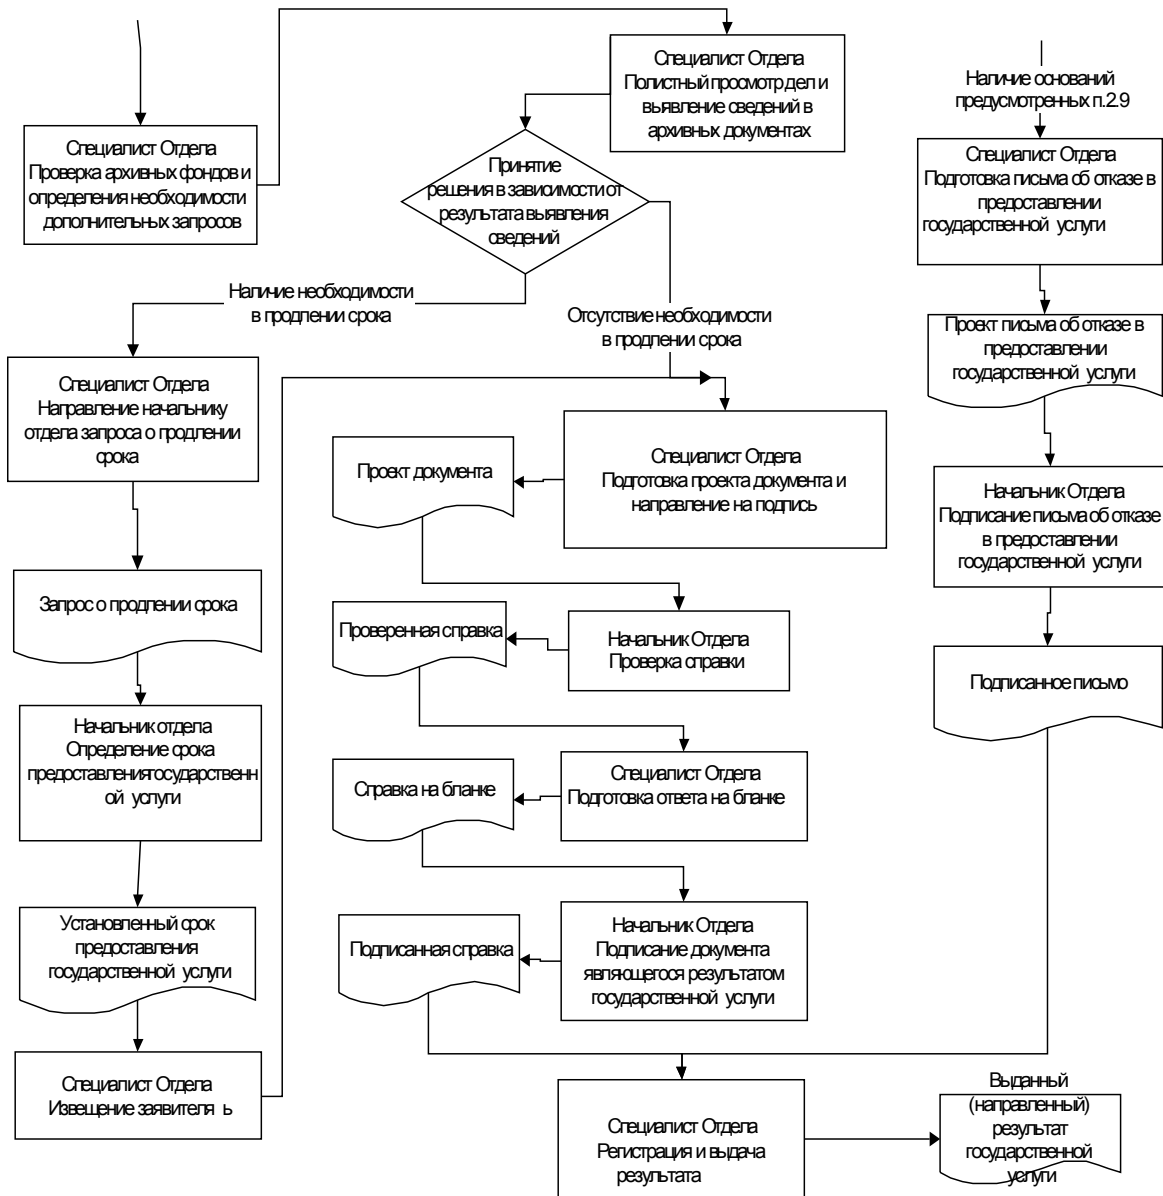 Специалист Отдела
Полистный просмотр дел и
выявление сведений в
архивных документах
Наличие оснований
предусмотренных п.2.9
Специалист Отдела
Проверка архивных фондов и
определения необходимости
дополнительных запросов
Принятие
решения в зависимости от
результата выявления
сведений
Специалист Отдела
Подготовка письма об отказе в
предоставлении
государственной услуги
Наличие необходимости
в продлении срока
Отсутствие необходимости
в продлении срока
Проект письма об отказе в
предоставлении
государственной услуги
Специалист Отдела
Направление начальнику
отдела запроса о продлении
срока
Проект документа
Специалист Отдела
Подготовка проекта документа и
направление на подпись
Начальник Отдела
Подписание письма об отказе
в предоставлении
государственной услуги
Запрос о продлении срока
Проверенная справка
Начальник Отдела
Проверка справки
Подписанное письмо
Начальник отдела
Определение срока
предоставлениягосударственн
ой услуги
Справка на бланке
Специалист Отдела
Подготовка ответа на бланке
Установленный срок
предоставления
государственной услуги
Подписанная справка
Начальник Отдела
Подписание документа
являющегося результатом
государственной услуги
Специалист Отдела
Извещение заявителя ь
Специалист Отдела
Регистрация и выдача
результата
Выданный
(направленный)
результат
государственной
услуги